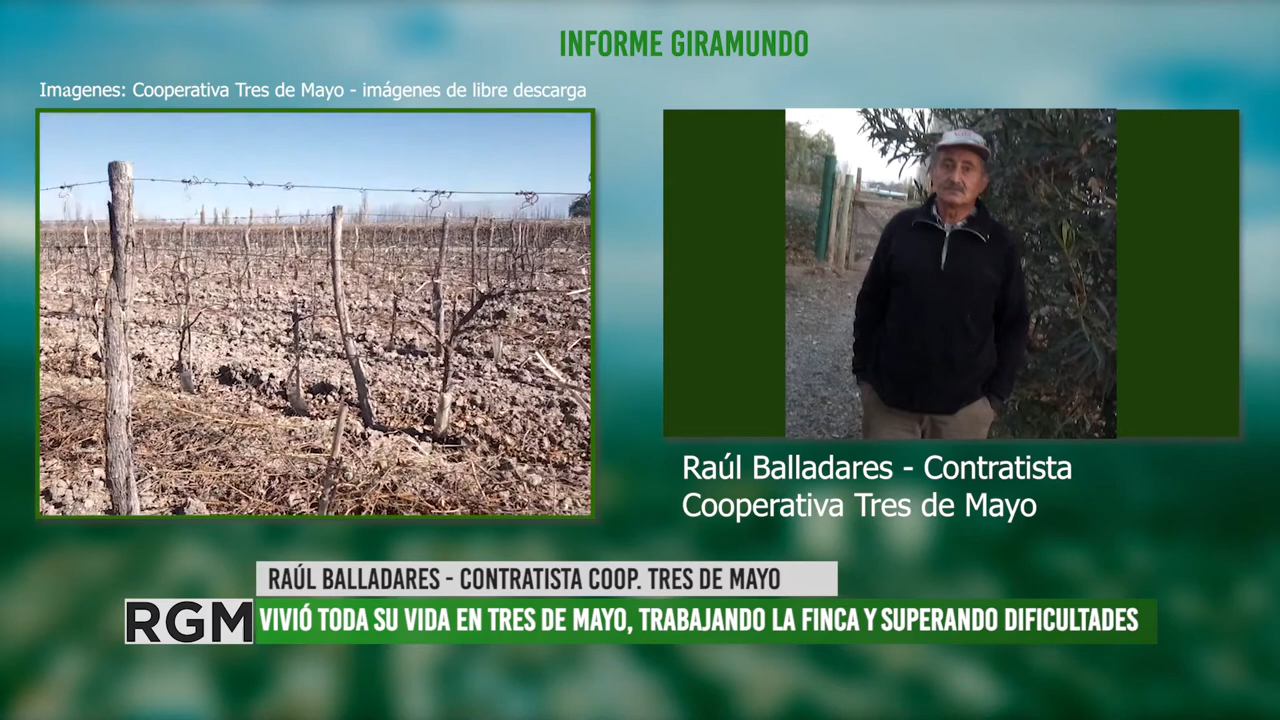 INFORME GIRAMUNDO
Imagenes: Cooperativa Tres de Mayo - imágenes de libre descarga
Raúl Balladares - Contratista
Cooperativa Tres de Mayo
RAÚL BALLADARES - CONTRATISTA COOP. TRES DE MAYO
RGM
VIVIÓ TODA SU VIDA EN TRES DE MAYO, TRABAJANDO LA FINCA Y SUPERANDO DIFICULTADES